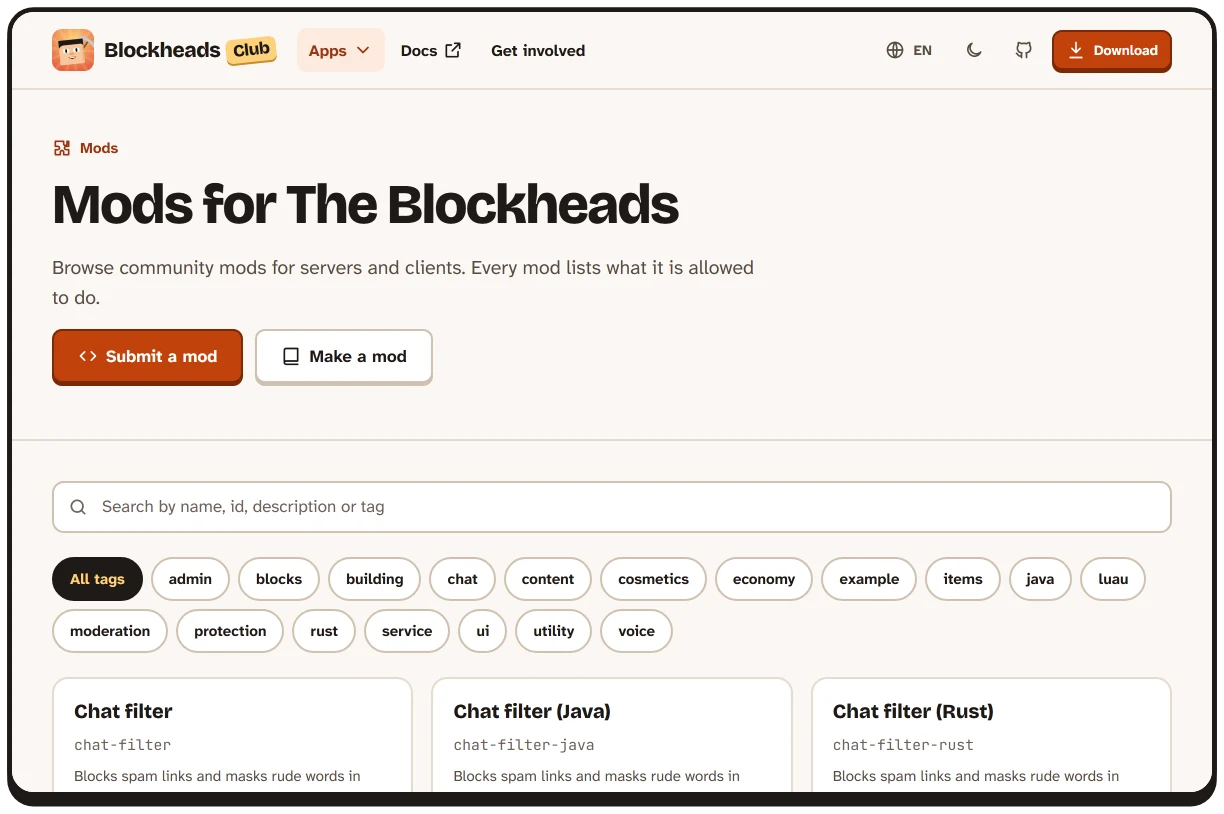 Blockheads Club Apps Docs Get involved EN Download
Mods
Mods for The Blockheads
Browse community mods for servers and clients. Every mod lists what it is allowed
to do.
Submit a mod Make a mod
Search by name, id, description or tag
All tags admin blocks building chat content cosmetics economy example items java luau
moderation protection rust service ui utility voice
Chat filter Chat filter (Java) Chat filter (Rust)
chat-filter chat-filter-java chat-filter-rust
Blocks spam links and masks rude words in Blocks spam links and masks rude words in Blocks spam links and masks rude words in